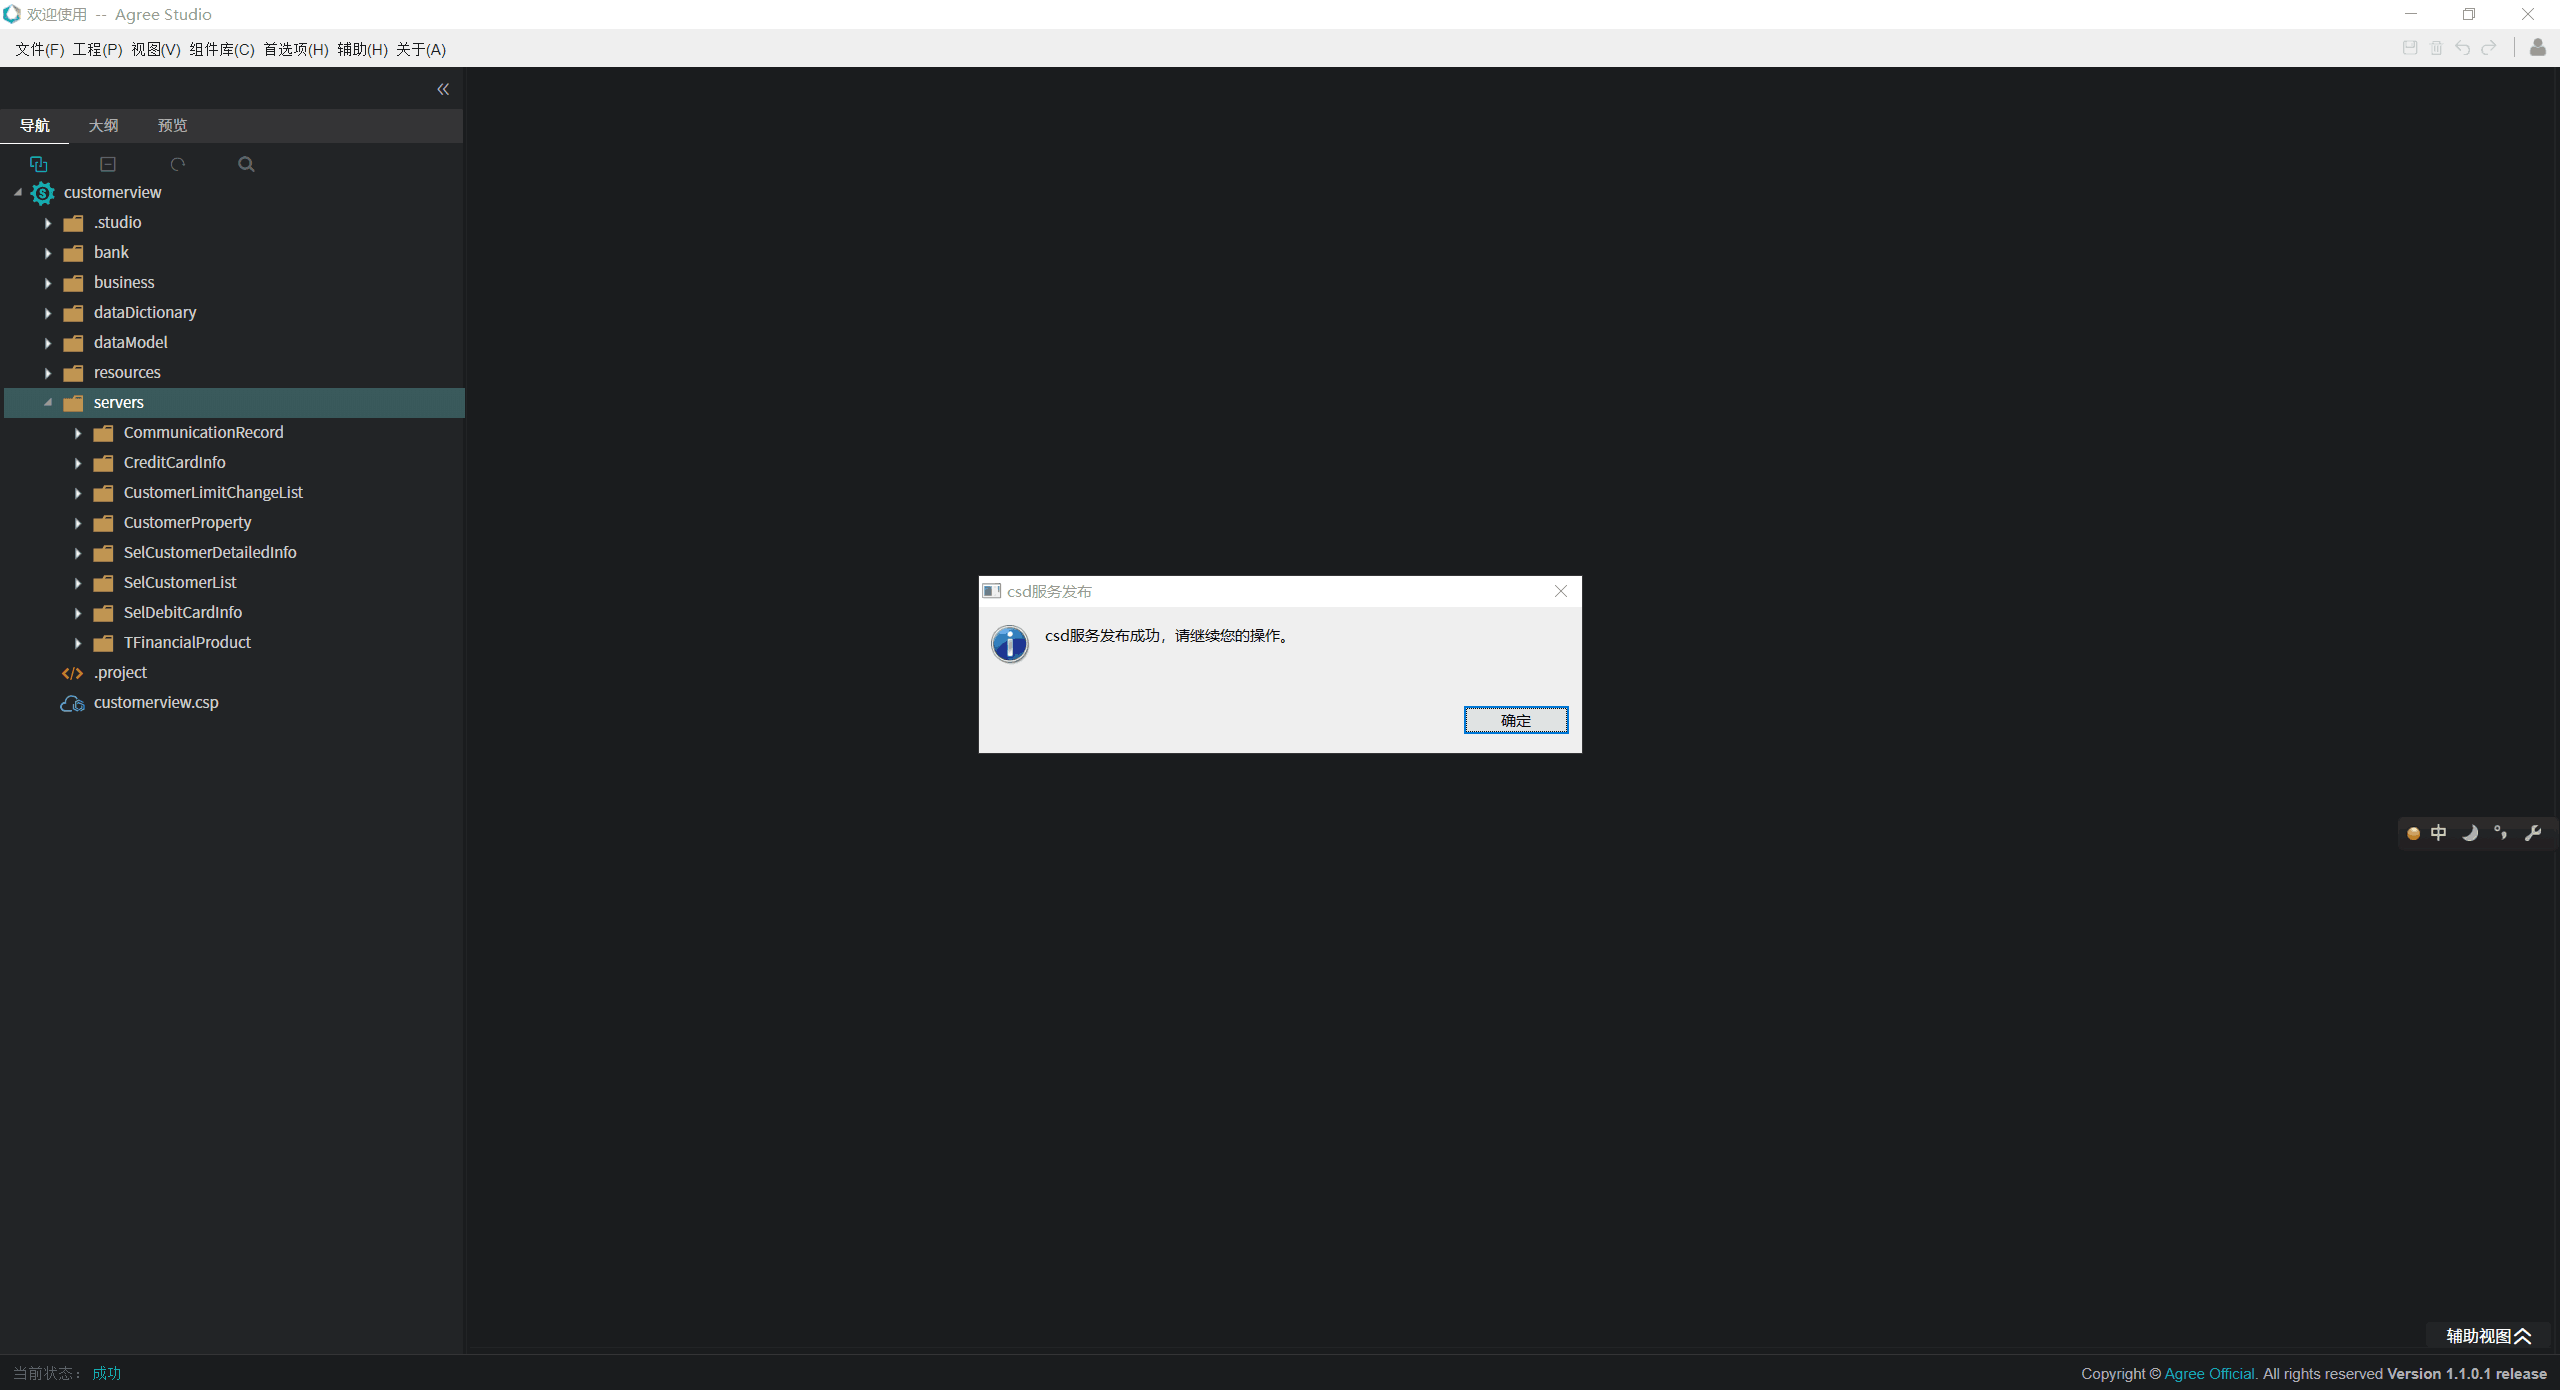 欢迎使用 -- Agree Studio
文件(F) 工程(P) 视图(V) 组件库(C) 首选项(H) 辅助(H) 关于(A)
导航 大纲 预览
customerview
.studio
bank
business
dataDictionary
dataModel
resources
servers
CommunicationRecord
CreditCardInfo
CustomerLimitChangeList
CustomerProperty
SelCustomerDetailedInfo
SelCustomerList
SelDebitCardInfo
TFinancialProduct
.project
customerview.csp
csd服务发布
csd服务发布成功，请继续您的操作。
确定
中
辅助视图
当前状态： 成功
Copyright © Agree Official. All rights reserved Version 1.1.0.1 release